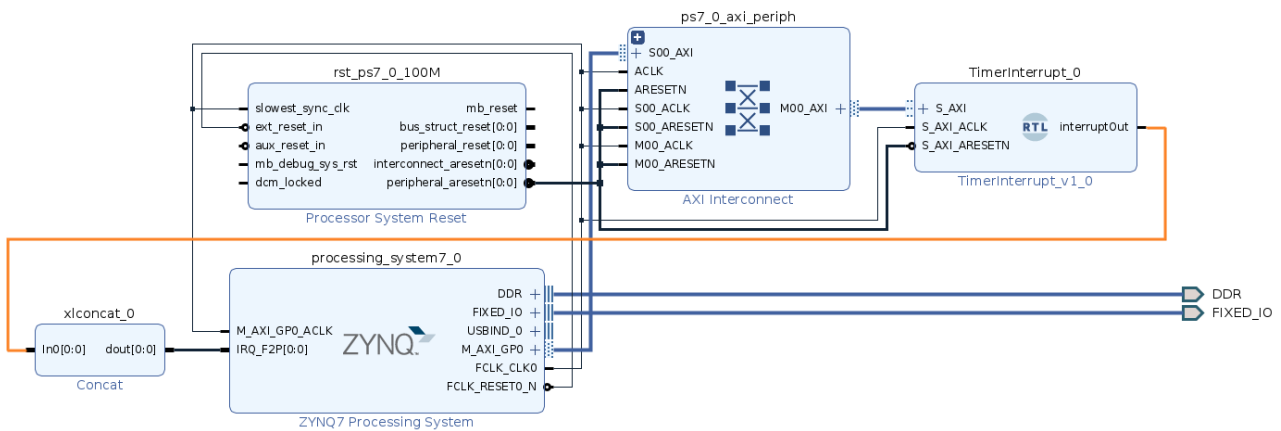 ps7_0_axi_periph
S00_AXI
ACLK
ARESETN
S00_ACLK
S00_ARESETN
M00_ACLK
M00_ARESETN
M00_AXI
AXI Interconnect
rst_ps7_0_100M
slowest_sync_clk
ext_reset_in
aux_reset_in
mb_debug_sys_rst
dcm_locked
mb_reset
bus_struct_reset[0:0]
peripheral_reset[0:0]
interconnect_aresetn[0:0]
peripheral_aresetn[0:0]
Processor System Reset
TimerInterrupt_0
S_AXI
S_AXI_ACLK
S_AXI_ARESETN
RTL
interruptOut
TimerInterrupt_v1_0
processing_system7_0
M_AXI_GP0_ACLK
IRQ_F2P[0:0]
ZYNQ
DDR
FIXED_IO
USBIND_0
M_AXI_GP0
FCLK_CLK0
FCLK_RESET0_N
ZYNQ7 Processing System
xlconcat_0
In0[0:0]
dout[0:0]
Concat
DDR
FIXED_IO